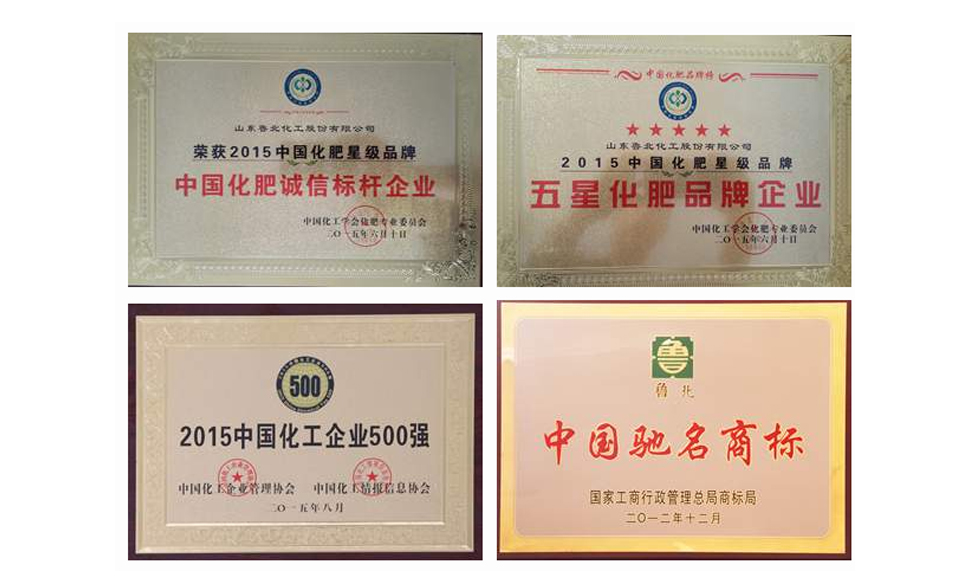 山东鲁北化工股份有限公司
荣获2015中国化肥星级品牌
中国化肥诚信标杆企业
中国化工学会化肥专业委员会
二〇一五年六月十日
中国化肥品牌榜
山东鲁北化工股份有限公司
2015中国化肥星级品牌
五星化肥品牌企业
中国化工学会化肥专业委员会
二〇一五年六月十日
500
2015中国化工企业500强
中国化工企业管理协会 中国化工情报信息协会
二〇一五年八月
鲁
鲁北
中国驰名商标
国家工商行政管理总局商标局
二〇一二年十二月